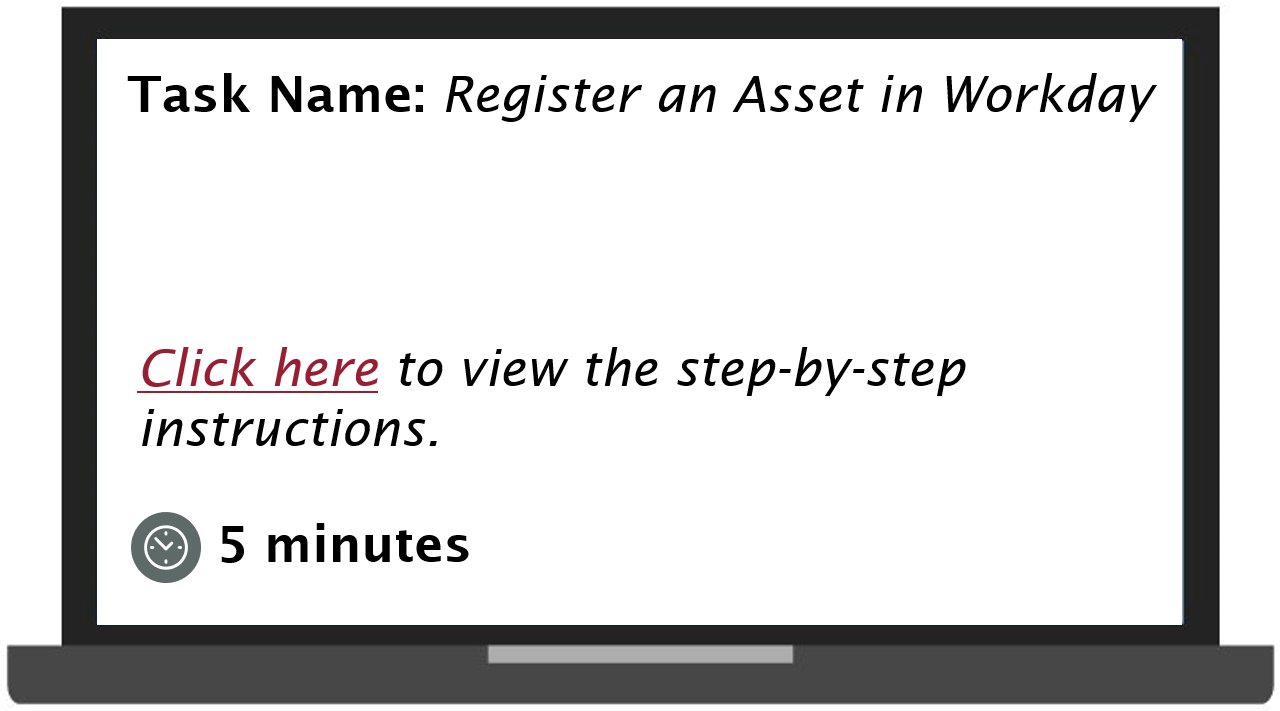 Task Name: Register an Asset in Workday
Click here to view the step-by-step
instructions.
5 minutes